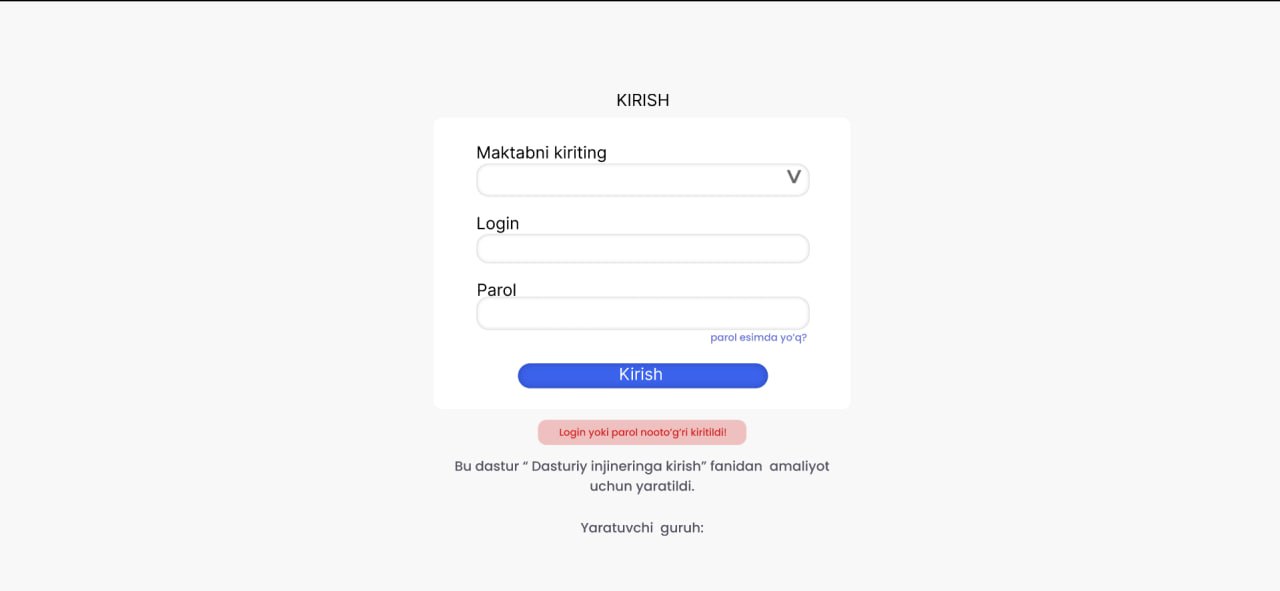 KIRISH
Maktabni kiriting
V
Login
Parol
parol esimda yo'q?
Kirish
Login yoki parol nooto'g'ri kiritildi!
Bu dastur “ Dasturiy injineringa kirish” fanidan amaliyot
uchun yaratildi.
Yaratuvchi guruh: